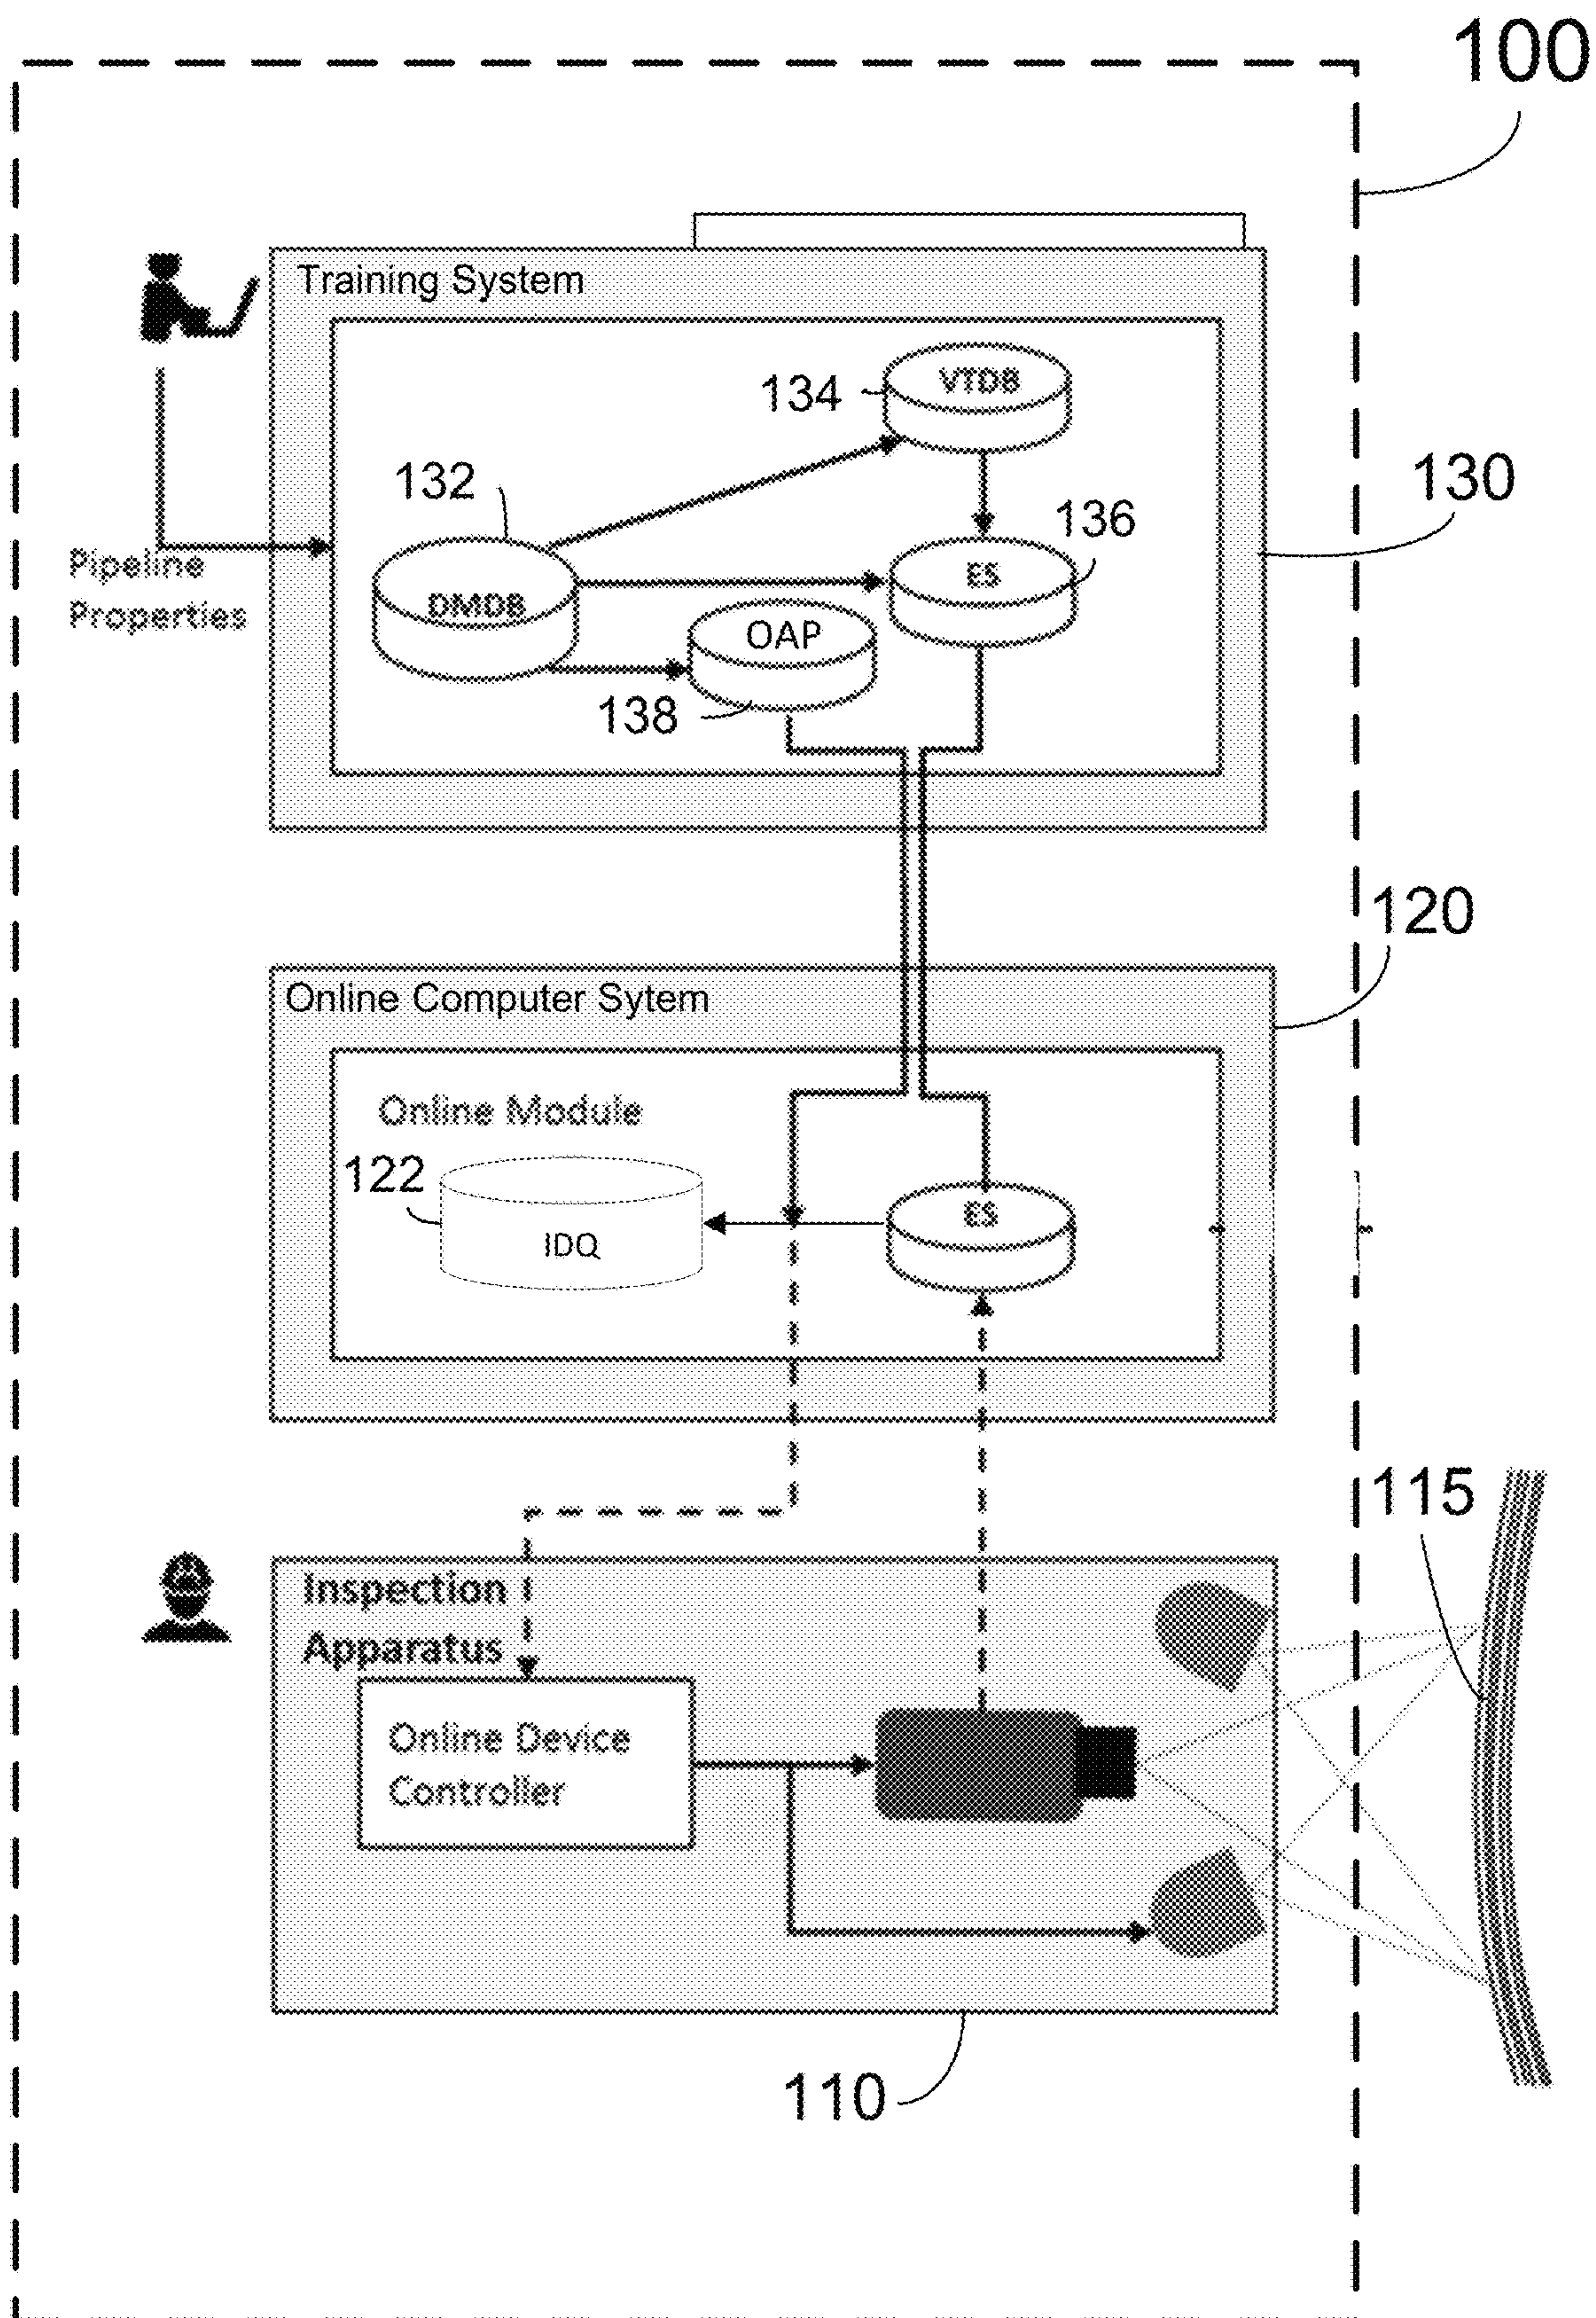 100
Training System
134
VTDB
132
130
136
Pipeline
Properties
DMDB
ES
OAP
138
120
Online Computer Sytem
Online Module
122
ES
IDQ
115
Inspection
Apparatus
Online Device
Controller
110